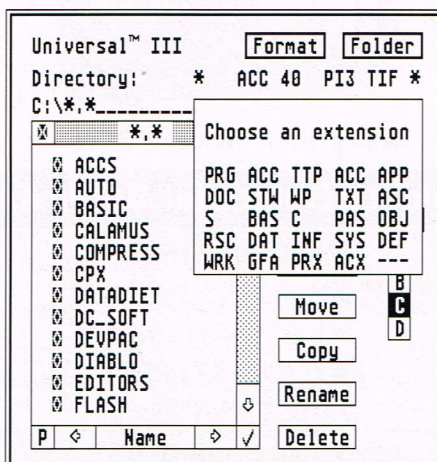 Universal™ III Format Folder
Directory: * ACC 40 PI3 TIF *
C:\*.*_________
*.*
Choose an extension
PRG ACC TTP ACC APP
DOC STW WP TXT ASC
S BAS C PAS OBJ
RSC DAT INF SYS DEF
WRK GFA PRX ACX ---
ACCS
AUTO
BASIC
CALAMUS
COMPRESS
CPX
DATADIET
DC_SOFT
DEVPAC
DIABLO
EDITORS
FLASH
B
C
D
Move
Copy
Rename
Delete
P Name